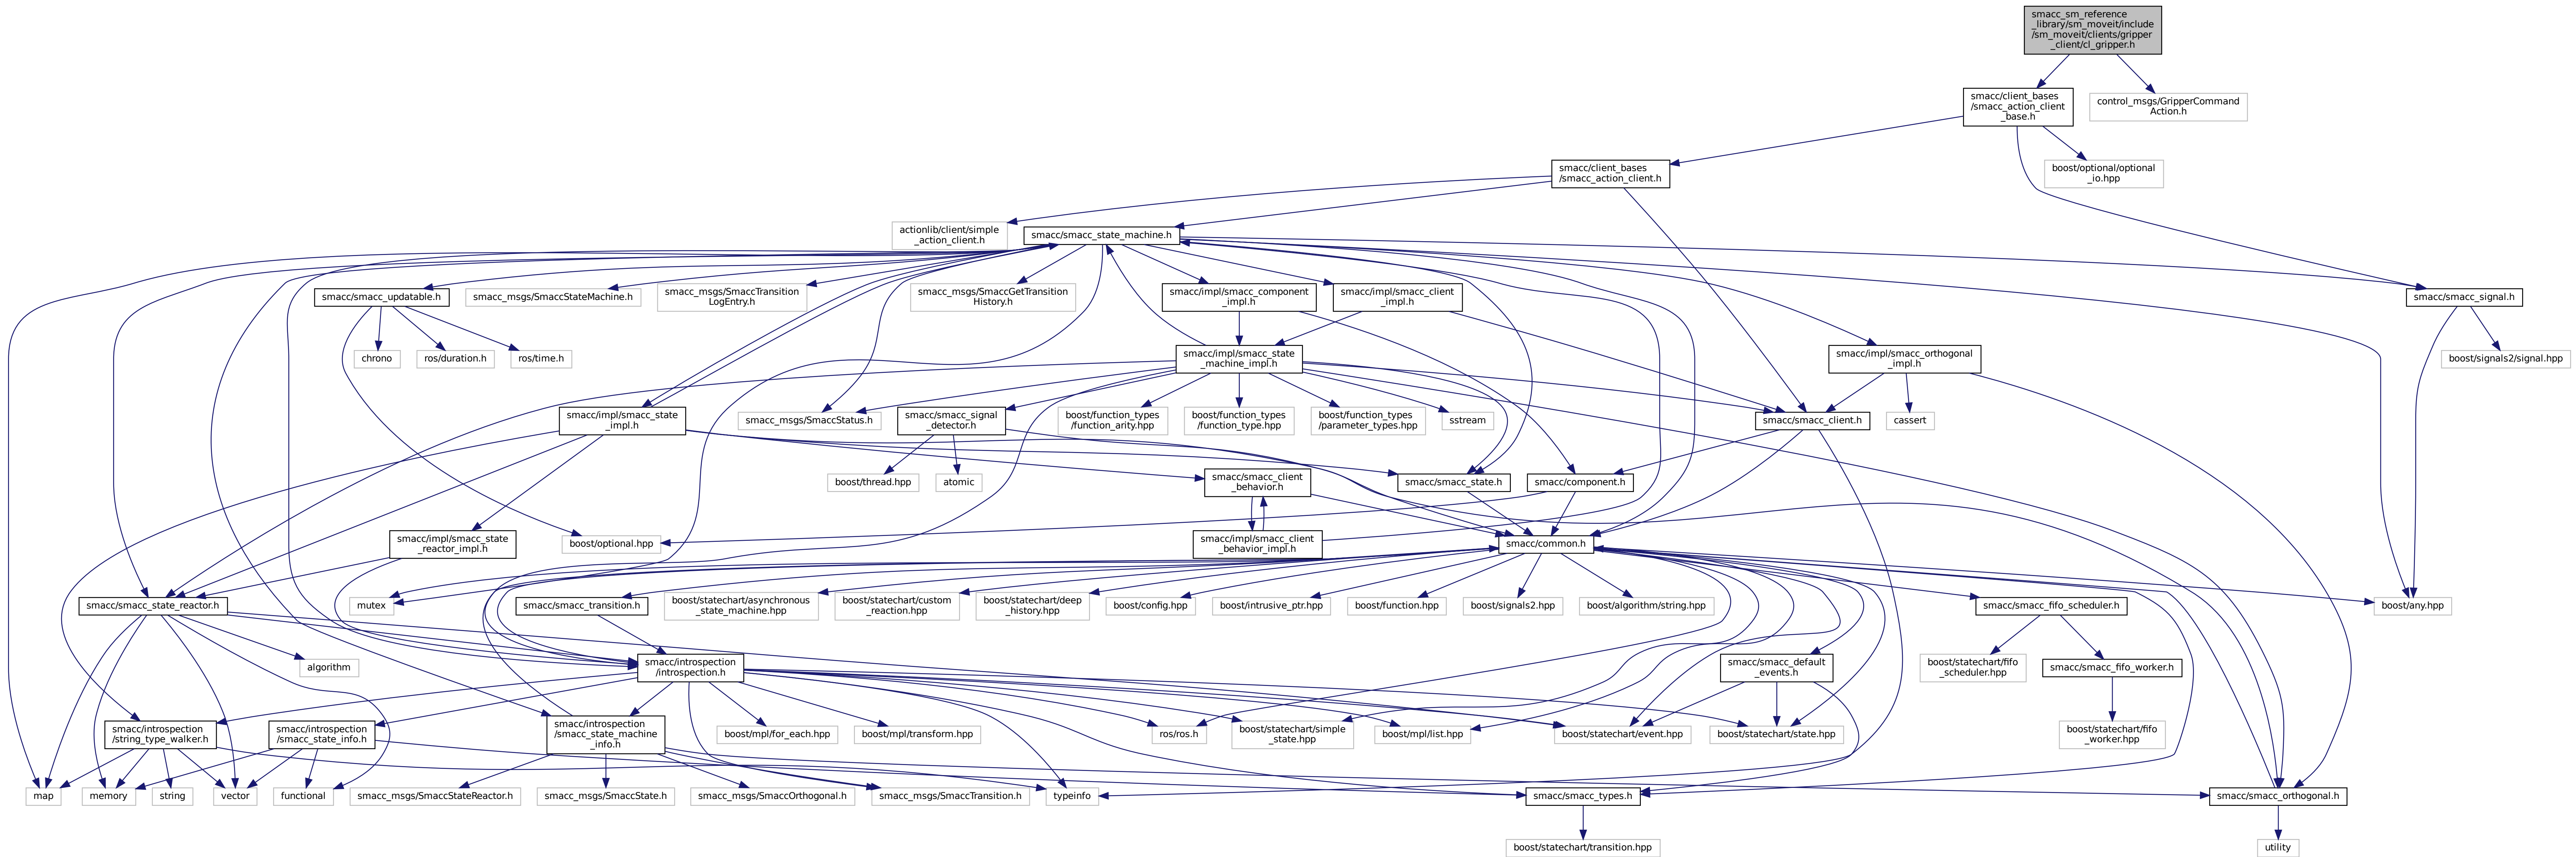 smacc_sm_reference
_library/sm_moveit/include
/sm_moveit/clients/gripper
_client/cl_gripper.h
smacc/client_bases
/smacc_action_client
_base.h
control_msgs/GripperCommand
Action.h
smacc/client_bases
/smacc_action_client.h
boost/optional/optional
_io.hpp
actionlib/client/simple
_action_client.h
smacc/smacc_state_machine.h
smacc/smacc_updatable.h
smacc_msgs/SmaccStateMachine.h
smacc_msgs/SmaccTransition
LogEntry.h
smacc_msgs/SmaccGetTransition
History.h
smacc/impl/smacc_component
_impl.h
smacc/impl/smacc_client
_impl.h
smacc/smacc_signal.h
chrono
ros/duration.h
ros/time.h
smacc/impl/smacc_state
_machine_impl.h
smacc/impl/smacc_orthogonal
_impl.h
boost/signals2/signal.hpp
smacc/impl/smacc_state
_impl.h
smacc_msgs/SmaccStatus.h
smacc/smacc_signal
_detector.h
boost/function_types
/function_arity.hpp
boost/function_types
/function_type.hpp
boost/function_types
/parameter_types.hpp
sstream
smacc/smacc_client.h
cassert
boost/thread.hpp
atomic
smacc/smacc_client
_behavior.h
smacc/smacc_state.h
smacc/component.h
smacc/impl/smacc_state
_reactor_impl.h
boost/optional.hpp
smacc/impl/smacc_client
_behavior_impl.h
smacc/common.h
smacc/smacc_state_reactor.h
mutex
smacc/smacc_transition.h
boost/statechart/asynchronous
_state_machine.hpp
boost/statechart/custom
_reaction.hpp
boost/statechart/deep
_history.hpp
boost/config.hpp
boost/intrusive_ptr.hpp
boost/function.hpp
boost/signals2.hpp
boost/algorithm/string.hpp
smacc/smacc_fifo_scheduler.h
boost/any.hpp
algorithm
smacc/introspection
/introspection.h
smacc/smacc_default
_events.h
boost/statechart/fifo
_scheduler.hpp
smacc/smacc_fifo_worker.h
smacc/introspection
/string_type_walker.h
smacc/introspection
/smacc_state_info.h
smacc/introspection
/smacc_state_machine
_info.h
boost/mpl/for_each.hpp
boost/mpl/transform.hpp
ros/ros.h
boost/statechart/simple
_state.hpp
boost/mpl/list.hpp
boost/statechart/event.hpp
boost/statechart/state.hpp
boost/statechart/fifo
_worker.hpp
map
memory
string
vector
functional
smacc_msgs/SmaccStateReactor.h
smacc_msgs/SmaccState.h
smacc_msgs/SmaccOrthogonal.h
smacc_msgs/SmaccTransition.h
typeinfo
smacc/smacc_types.h
smacc/smacc_orthogonal.h
boost/statechart/transition.hpp
utility